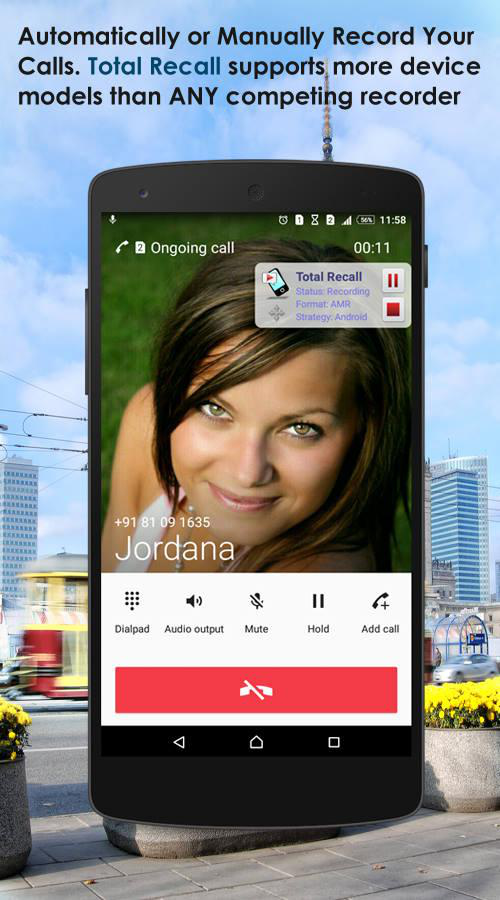 Automatically or Manually Record Your
Calls. Total Recall supports more device
models than ANY competing recorder
1 2 56% 11:58
2 Ongoing call 00:11
Total Recall
Status: Recording
Format: AMR
Strategy: Android
+91 81 09 1635
Jordana
Dialpad Audio output Mute Hold Add call